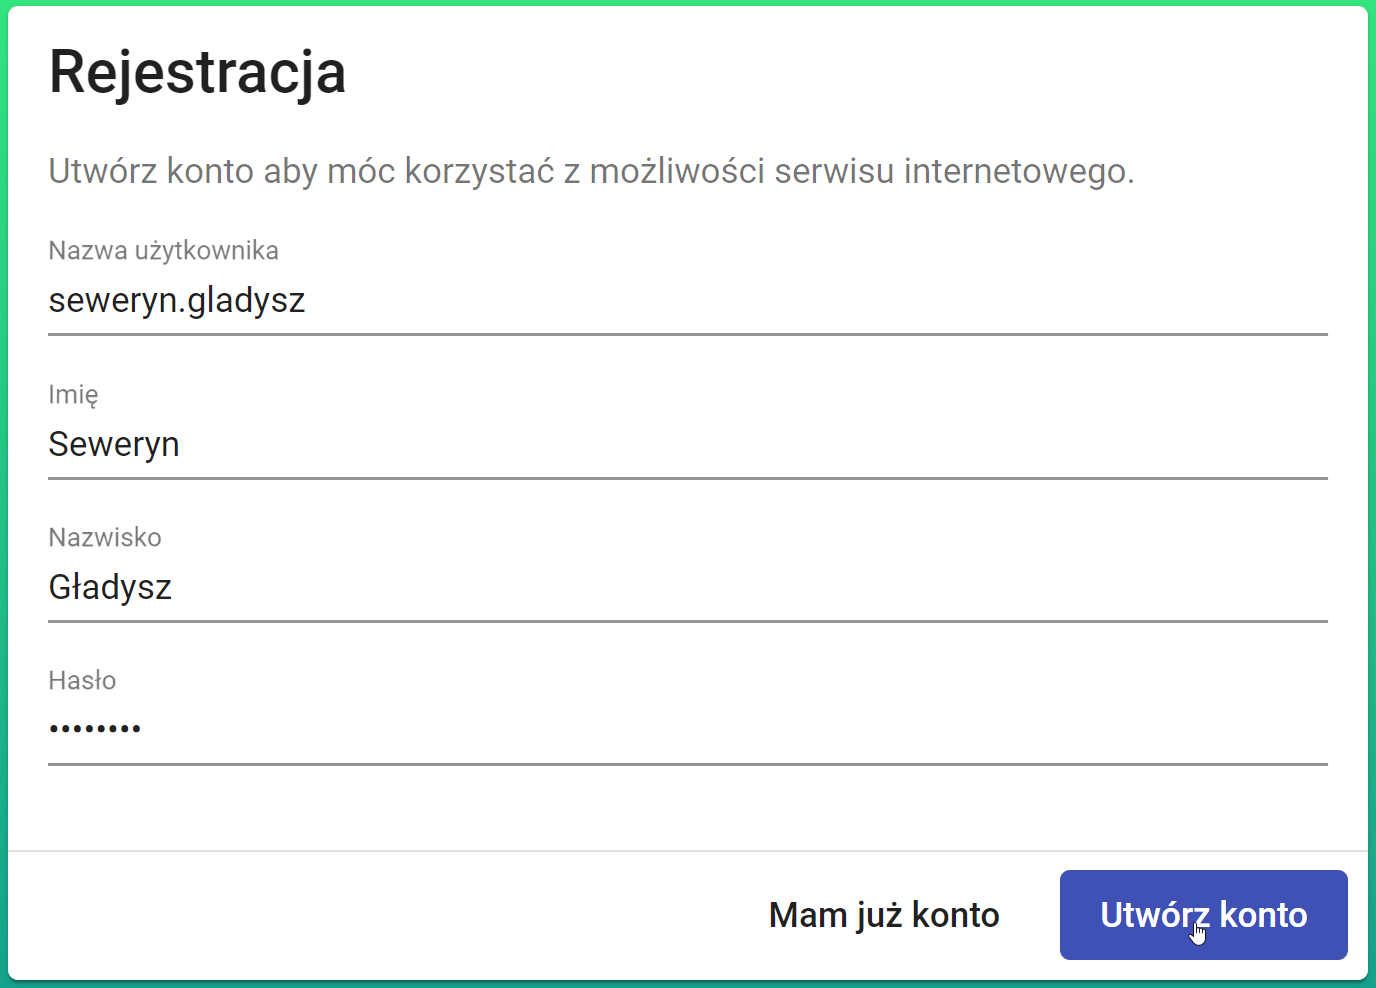 Rejestracja
Utwórz konto aby móc korzystać z możliwości serwisu internetowego.
Nazwa użytkownika
seweryn.gladysz
Imię
Seweryn
Nazwisko
Gładysz
Hasło
••••••••
Mam już konto
Utwórz konto